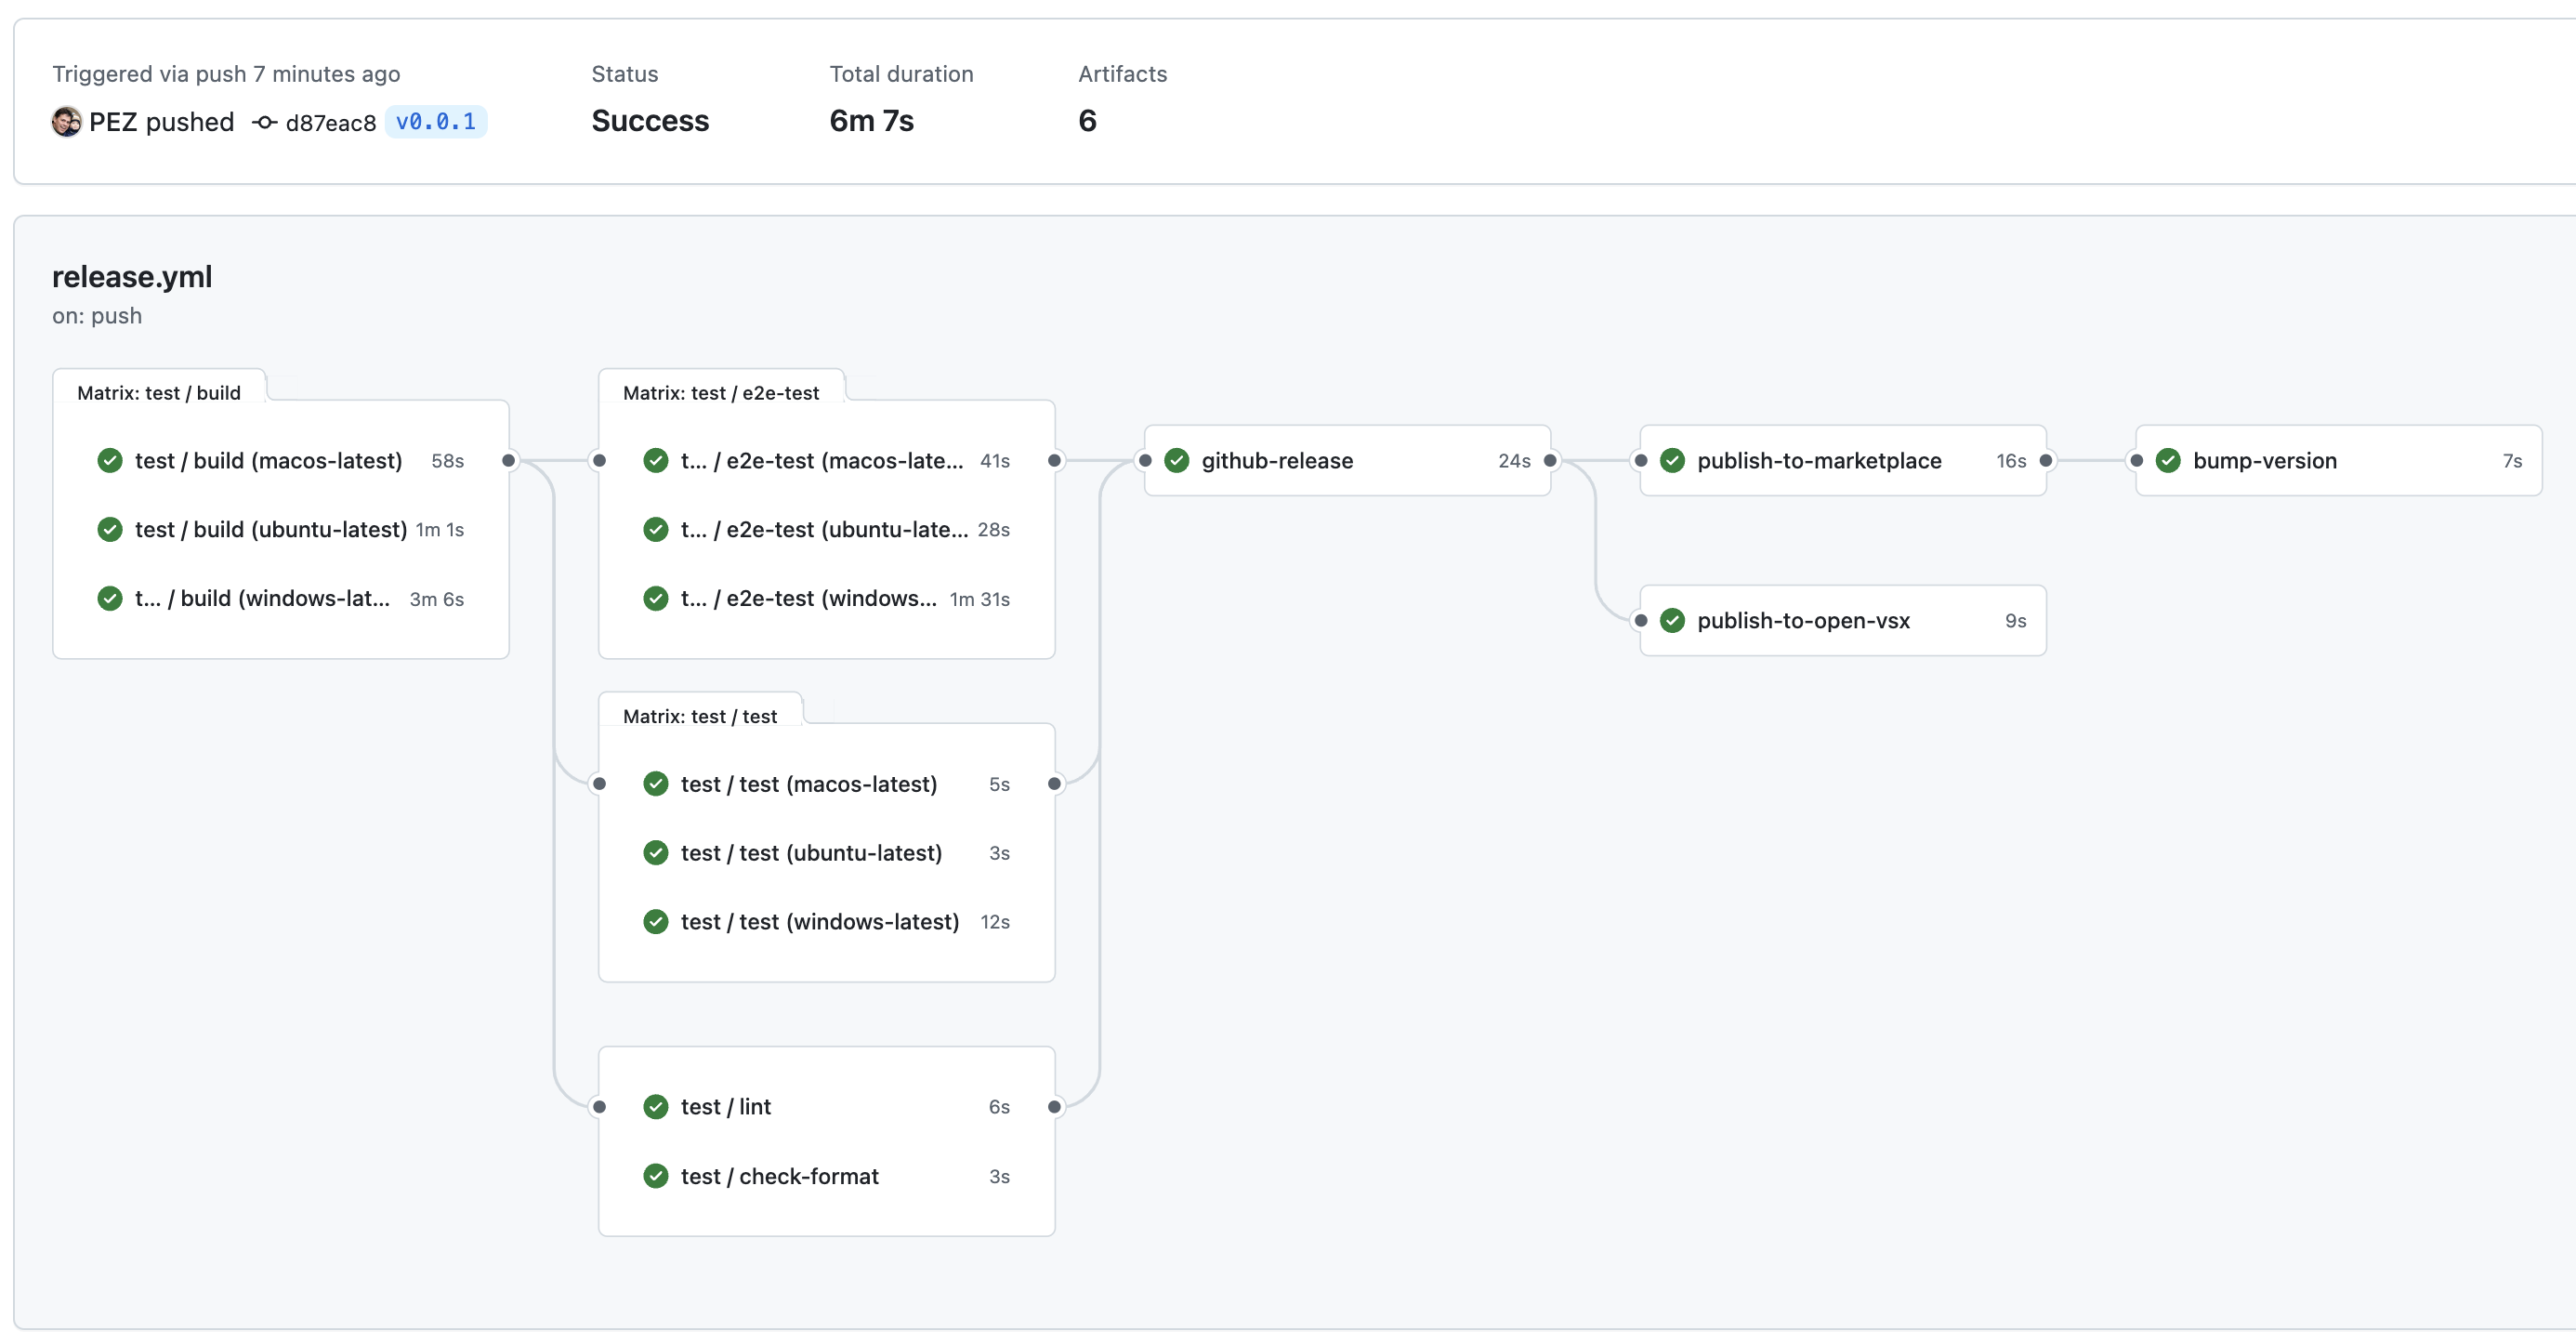 Triggered via push 7 minutes ago
PEZ pushed d87eac8 v0.0.1
Status
Success
Total duration
6m 7s
Artifacts
6
release.yml
on: push
Matrix: test / build
test / build (macos-latest) 58s
test / build (ubuntu-latest) 1m 1s
t... / build (windows-lat... 3m 6s
Matrix: test / e2e-test
t... / e2e-test (macos-late... 41s
t... / e2e-test (ubuntu-late... 28s
t... / e2e-test (windows... 1m 31s
Matrix: test / test
test / test (macos-latest) 5s
test / test (ubuntu-latest) 3s
test / test (windows-latest) 12s
test / lint 6s
test / check-format 3s
github-release 24s
publish-to-marketplace 16s
publish-to-open-vsx 9s
bump-version 7s